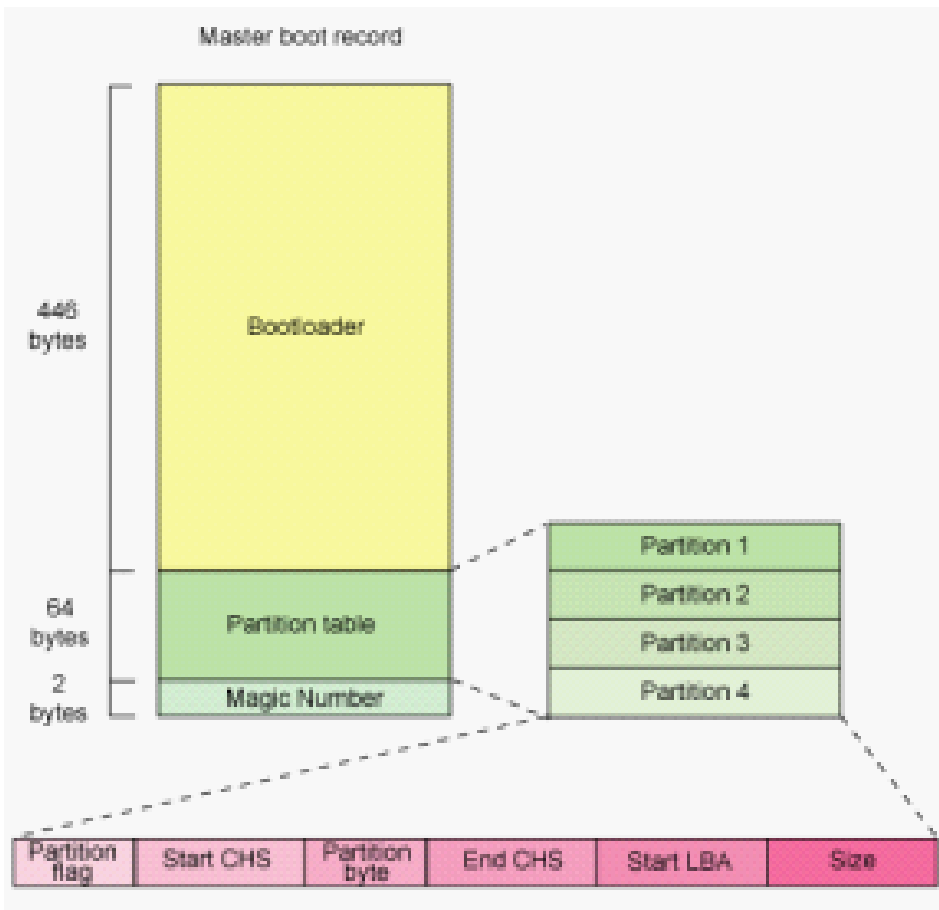 Master boot record
446
bytes
Bootloader
Partition 1
Partition 2
Partition 3
Partition 4
64
bytes
Partition table
2
bytes
Magic Number
Partition
flag
Start CHS
Partition
byte
End CHS
Start LBA
Size